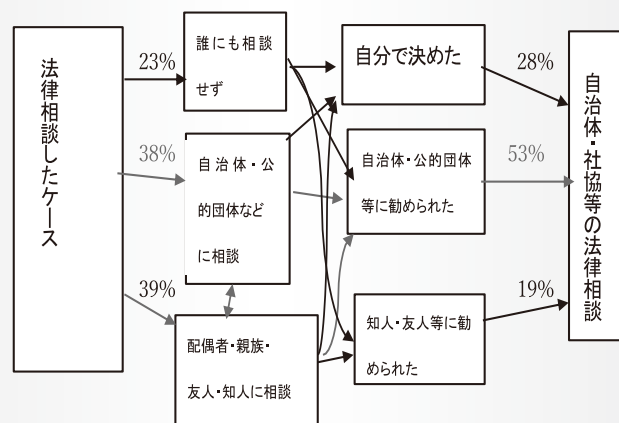 法律相談したケース
23%
38%
39%
誰にも相談
せず
自治体・公
的団体など
に相談
配偶者・親族・
友人・知人に相談
自分で決めた
自治体・公的団体
等に勧められた
知人・友人等に勧
められた
28%
53%
19%
自治体・社協等の法律相談